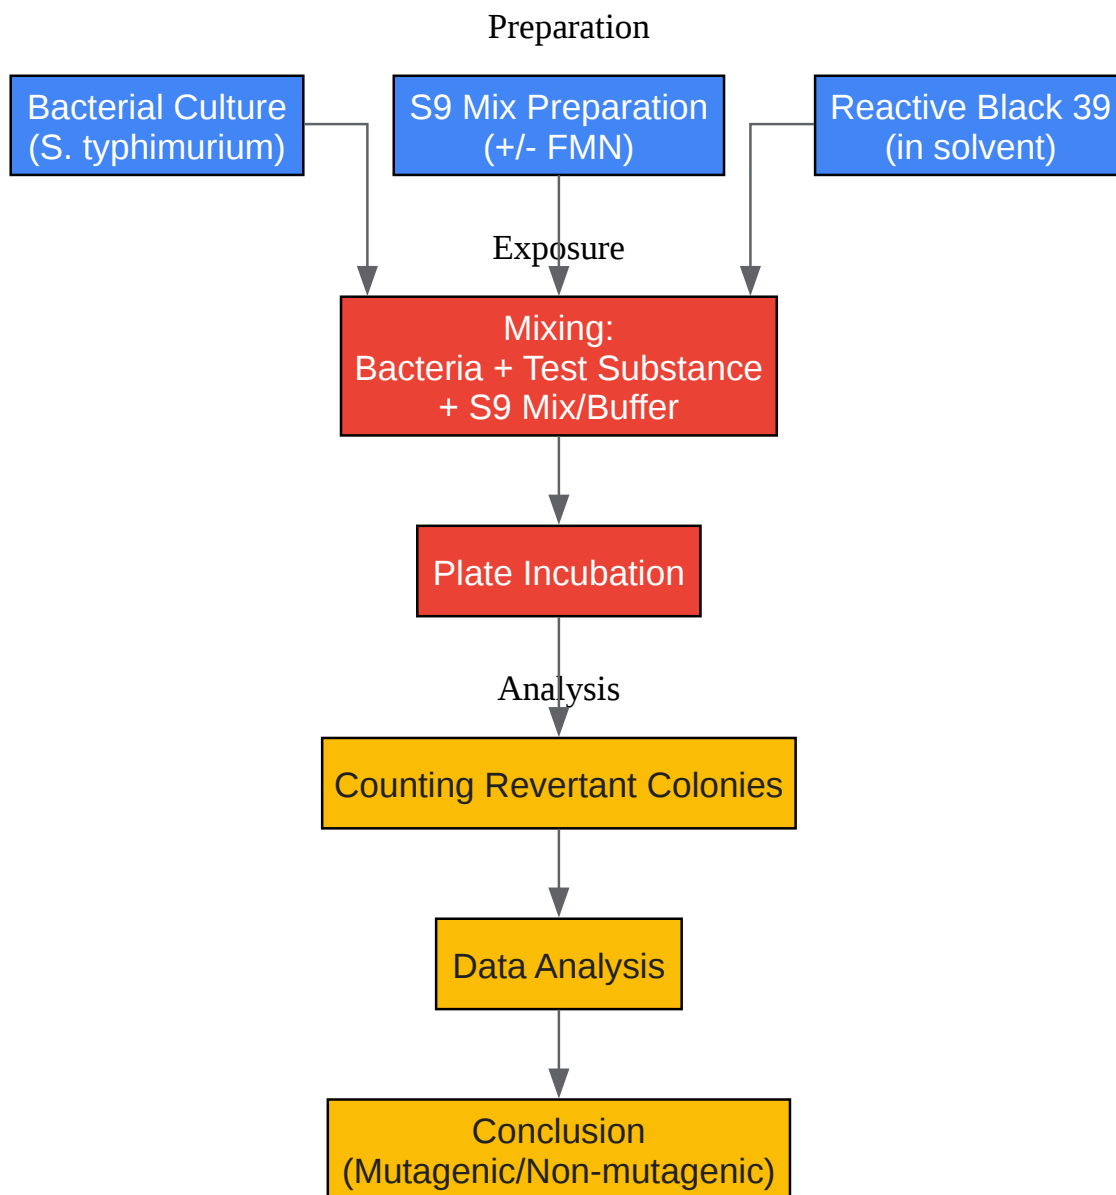 Preparation
Bacterial Culture
(S. typhimurium)
S9 Mix Preparation
(+/- FMN)
Reactive Black 39
(in solvent)
Exposure
Mixing:
Bacteria + Test Substance
+ S9 Mix/Buffer
Plate Incubation
Analysis
Counting Revertant Colonies
Data Analysis
Conclusion
(Mutagenic/Non-mutagenic)